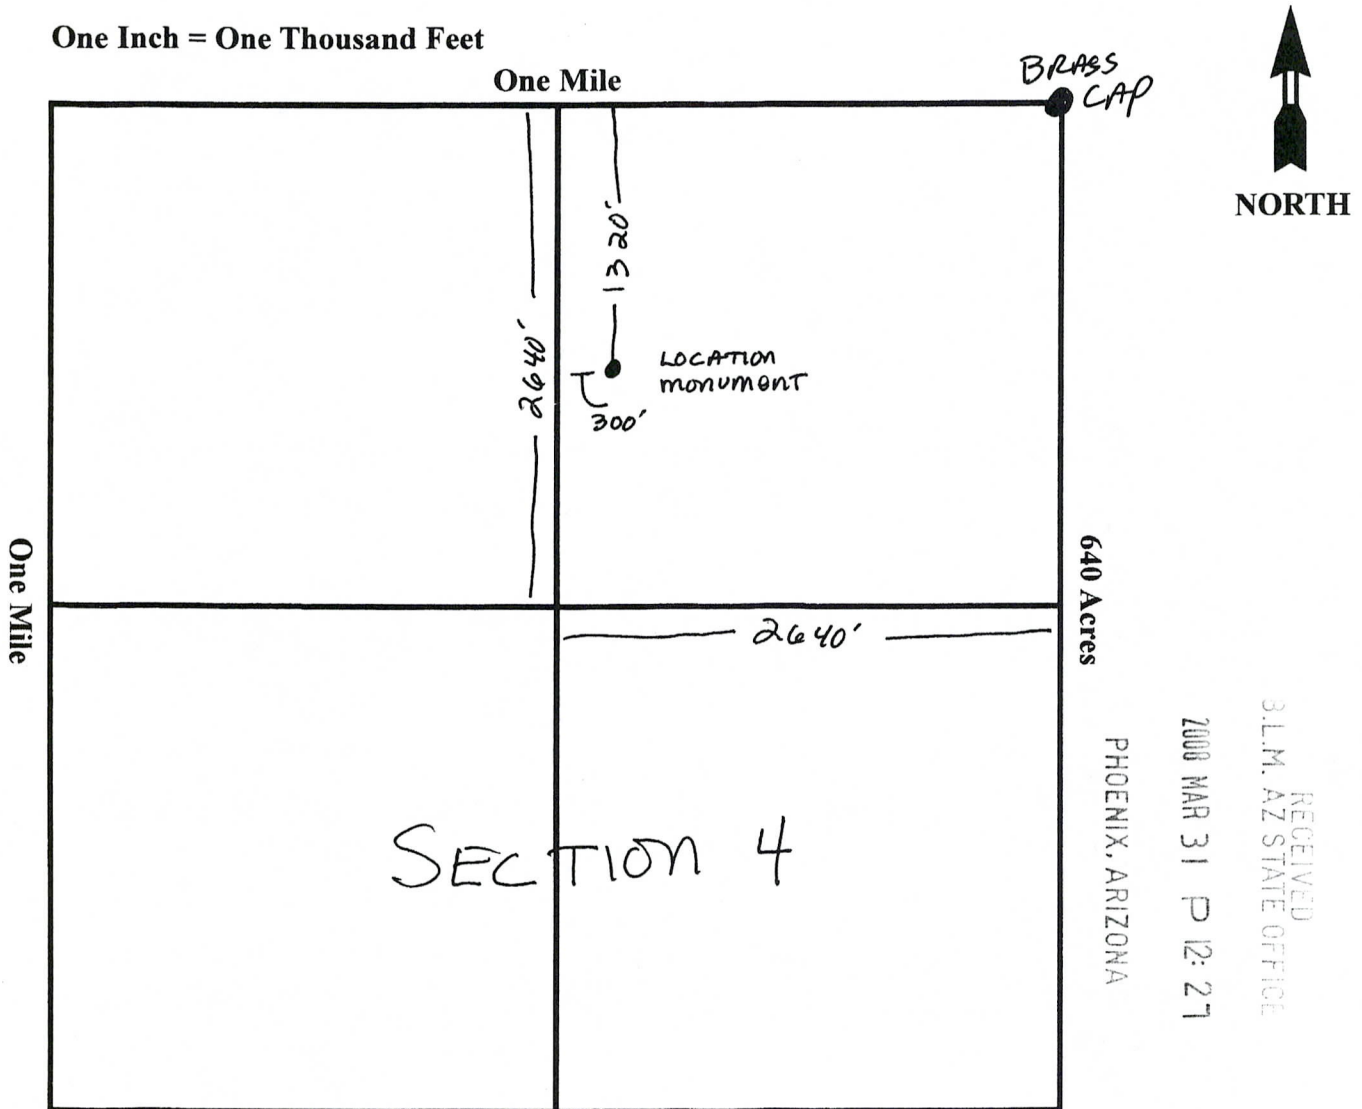 One Inch = One Thousand Feet
One Mile
BRASS
CAP
NORTH
1320'
2640'
LOCATION
monument
300'
One Mile
640 Acres
2640'
SECTION 4
RECEIVED
B.L.M. AZ STATE OFFICE
2008 MAR 31 P 12:27
PHOENIX, ARIZONA